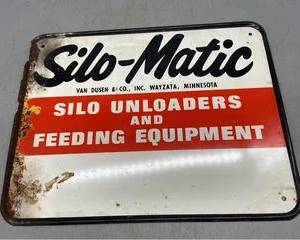 Silo-Matic
VAN DUSEN & CO., INC. WAYZATA, MINNESOTA
SILO UNLOADERS
AND
FEEDING EQUIPMENT